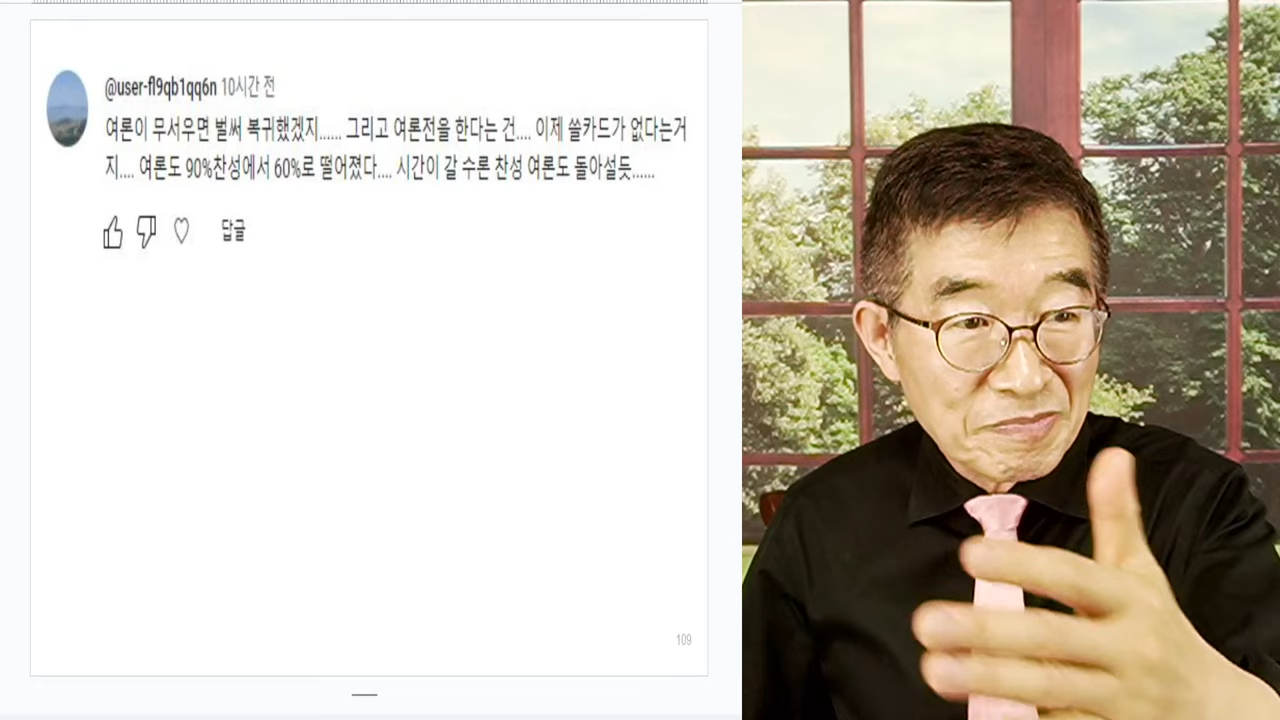 @user-fl9qb1qq6n 10시간 전
여론이 무서우면 벌써 복귀했겠지...... 그리고 여론전을 한다는 건.... 이제 쓸카드가 없다는거
지.... 여론도 90%찬성에서 60%로 떨어졌다.... 시간이 갈 수론 찬성 여론도 돌아설듯......
답글
109